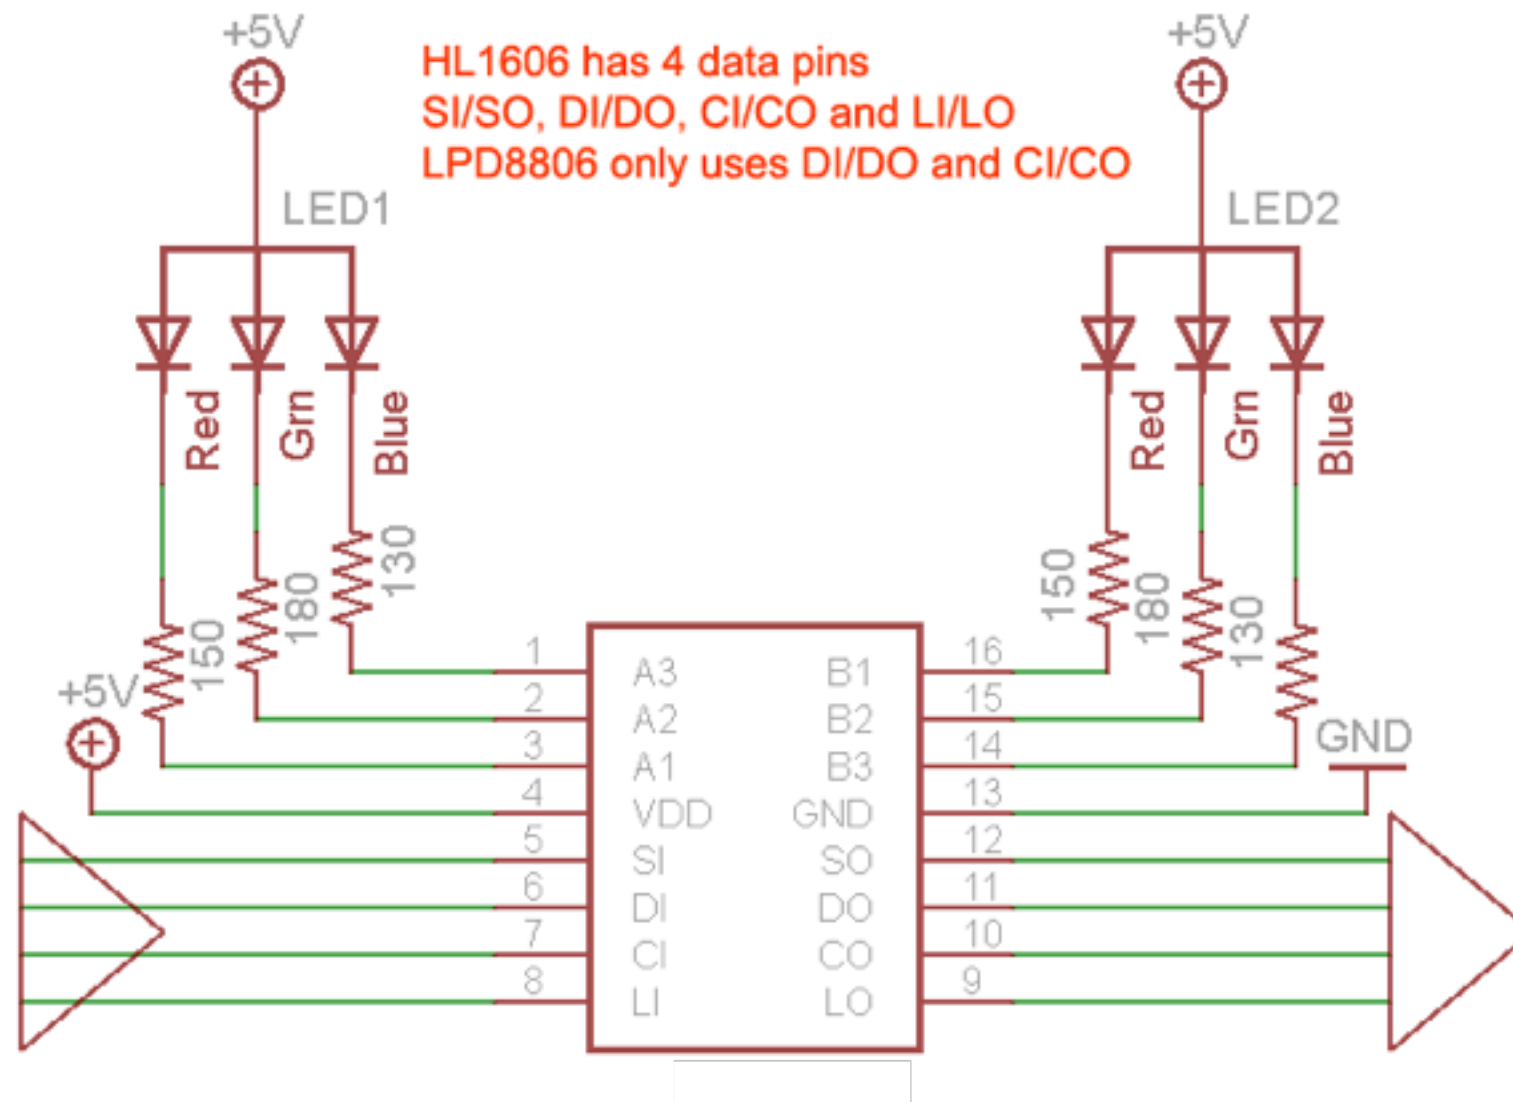 +5V
+5V
HL1606 has 4 data pins
SI/SO, DI/DO, CI/CO and LI/LO
LPD8806 only uses DI/DO and CI/CO
LED1
LED2
Red
Grn
Blue
Red
Grn
Blue
150
180
130
150
180
130
+5V
GND
1 A3 B1 16
2 A2 B2 15
3 A1 B3 14
4 VDD GND 13
5 SI SO 12
6 DI DO 11
7 CI CO 10
8 LI LO 9